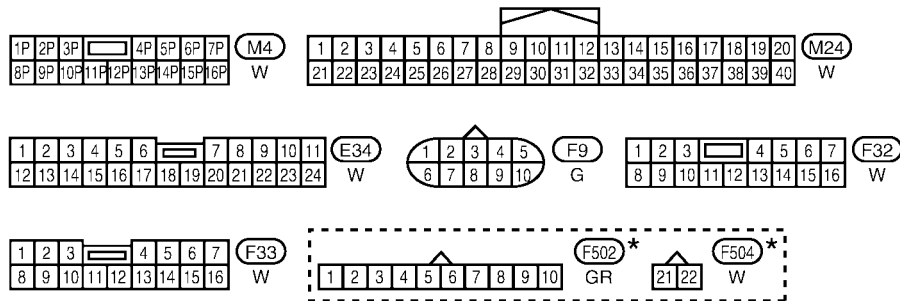 1P 2P 3P 4P 5P 6P 7P M4
8P 9P 10P 11P 12P 13P 14P 15P 16P W
1 2 3 4 5 6 7 8 9 10 11 12 13 14 15 16 17 18 19 20 M24
21 22 23 24 25 26 27 28 29 30 31 32 33 34 35 36 37 38 39 40 W
1 2 3 4 5 6 7 8 9 10 11 E34
12 13 14 15 16 17 18 19 20 21 22 23 24 W
1 2 3 4 5 F9
6 7 8 9 10 G
1 2 3 4 5 6 7 F32
8 9 10 11 12 13 14 15 16 W
1 2 3 4 5 6 7 F33
8 9 10 11 12 13 14 15 16 W
F502 *
1 2 3 4 5 6 7 8 9 10 GR
F504 *
21 22 W